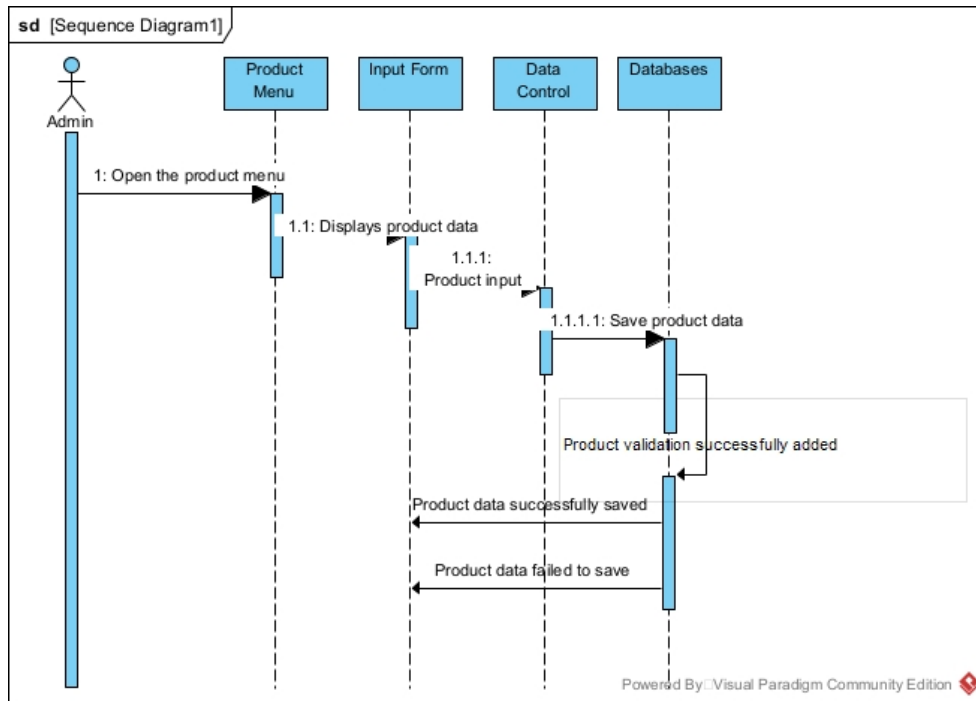 sd [Sequence Diagram1]
Product
Menu
Input Form
Data
Control
Databases
Admin
1: Open the product menu
1.1: Displays product data
1.1.1:
Product input
1.1.1.1: Save product data
Product validation successfully added
Product data successfully saved
Product data failed to save
Powered By Visual Paradigm Community Edition